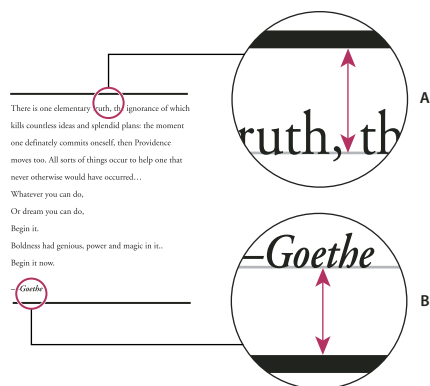 There is one elementary truth, the ignorance of which
kills countless ideas and splendid plans: the moment
one definately commits oneself, then Providence
moves too. All sorts of things occur to help one that
never otherwise would have occurred…
Whatever you can do,
Or dream you can do,
Begin it.
Boldness had genious, power and magic in it..
Begin it now.
–Goethe
ruth, th
A
–Goethe
B